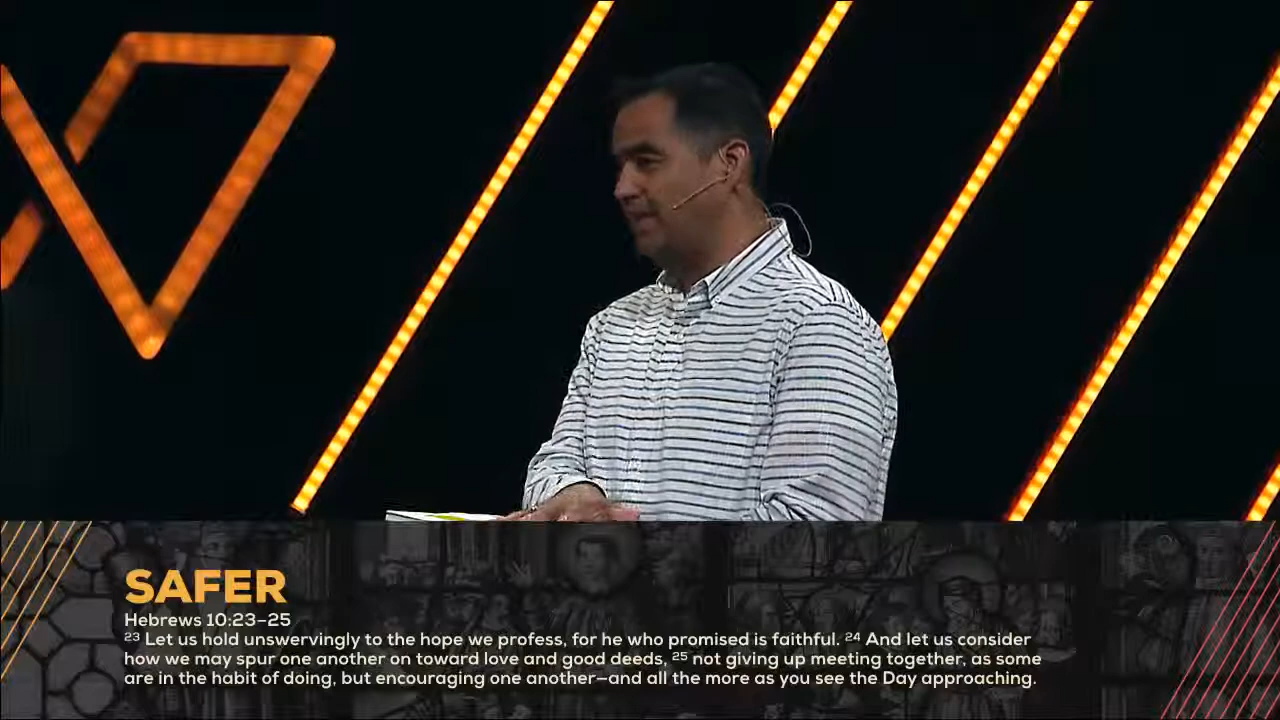 SAFER
Hebrews 10:23–25
²³ Let us hold unswervingly to the hope we profess, for he who promised is faithful. ²⁴ And let us consider
how we may spur one another on toward love and good deeds, ²⁵ not giving up meeting together, as some
are in the habit of doing, but encouraging one another—and all the more as you see the Day approaching.